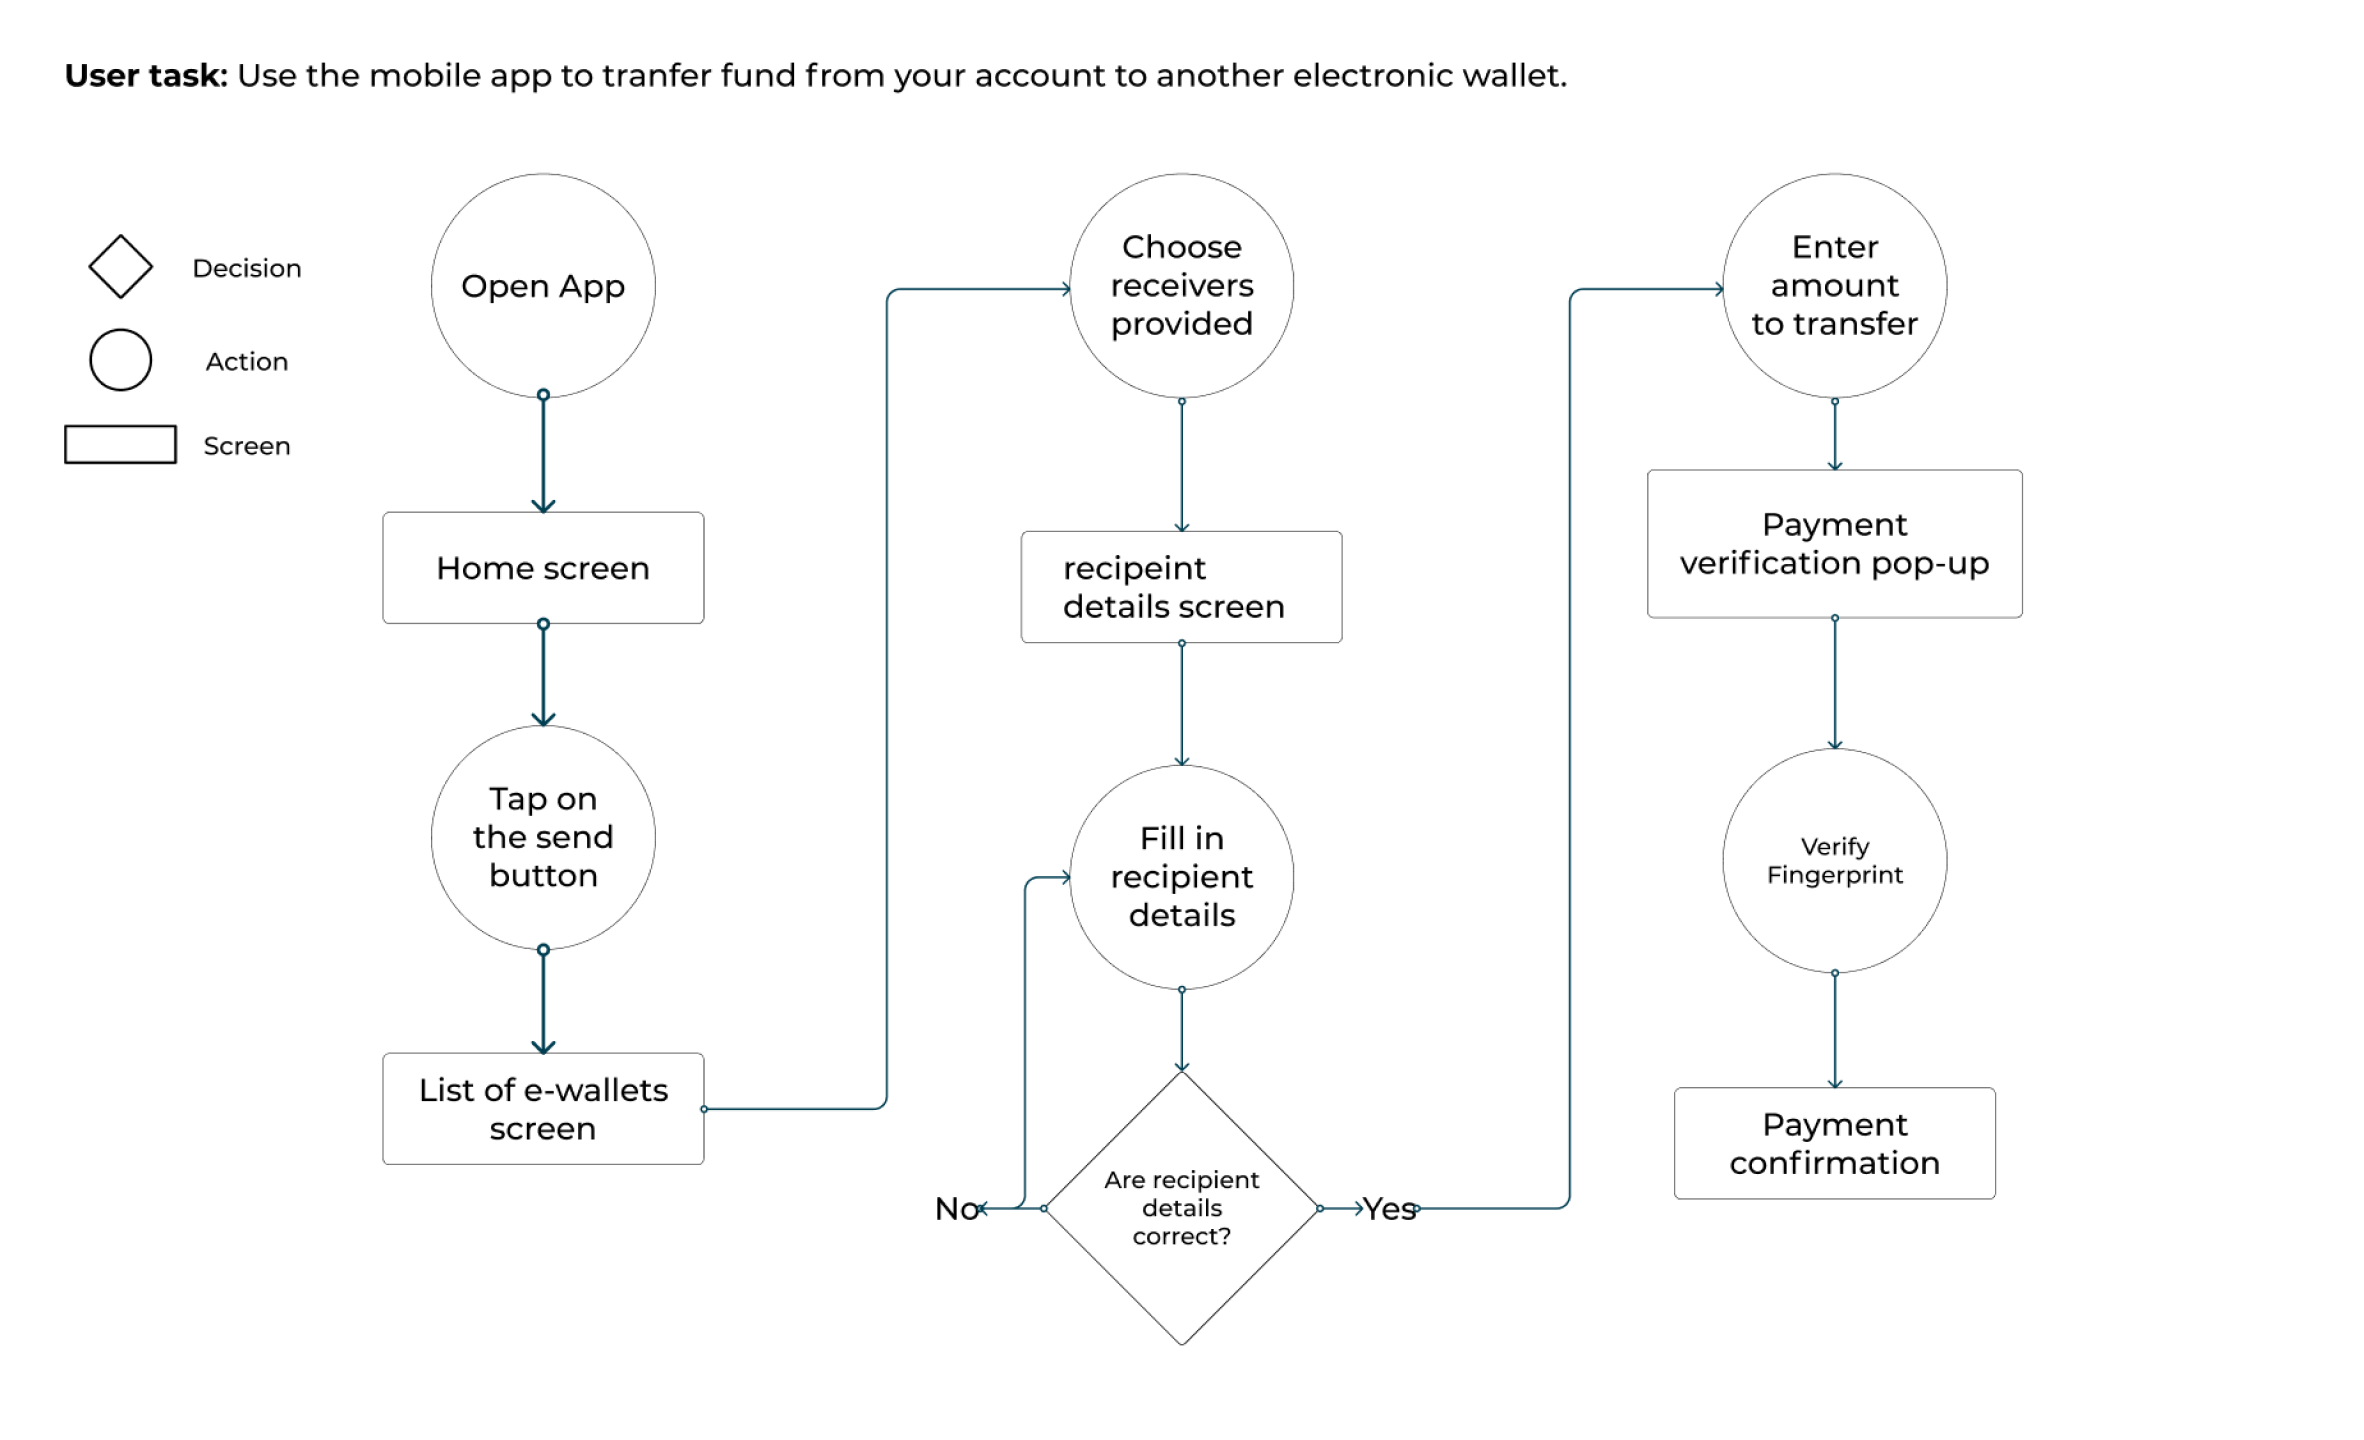 User task: Use the mobile app to tranfer fund from your account to another electronic wallet.
Decision
Action
Screen
Open App
Home screen
Tap on
the send
button
List of e-wallets
screen
Choose
receivers
provided
recipeint
details screen
Fill in
recipient
details
Are recipient
details
correct?
No
Yes
Enter
amount
to transfer
Payment
verification pop-up
Verify
Fingerprint
Payment
confirmation